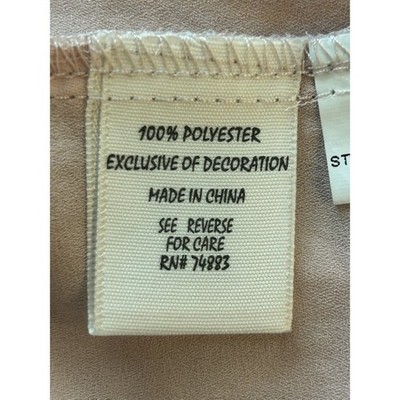 100% POLYESTER
EXCLUSIVE OF DECORATION
MADE IN CHINA
SEE REVERSE
FOR CARE
RN# 74883
ST